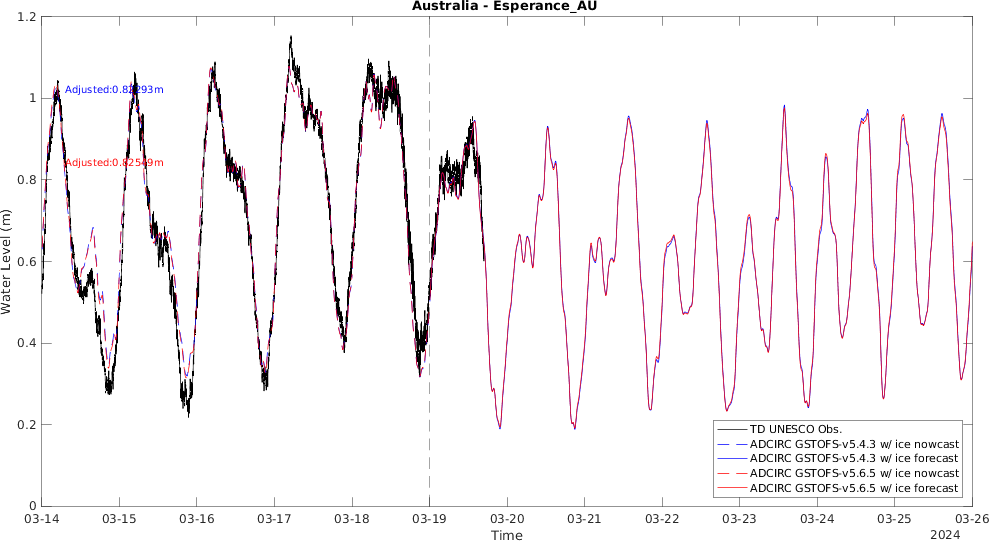 Australia - Esperance_AU
Water Level (m)
1.2
1
0.8
0.6
0.4
0.2
0
Adjusted:0.82293m
Adjusted:0.82549m
TD UNESCO Obs.
ADCIRC GSTOFS-v5.4.3 w/ ice nowcast
ADCIRC GSTOFS-v5.4.3 w/ ice forecast
ADCIRC GSTOFS-v5.6.5 w/ ice nowcast
ADCIRC GSTOFS-v5.6.5 w/ ice forecast
03-14 03-15 03-16 03-17 03-18 03-19 03-20 03-21 03-22 03-23 03-24 03-25 03-26
Time
2024